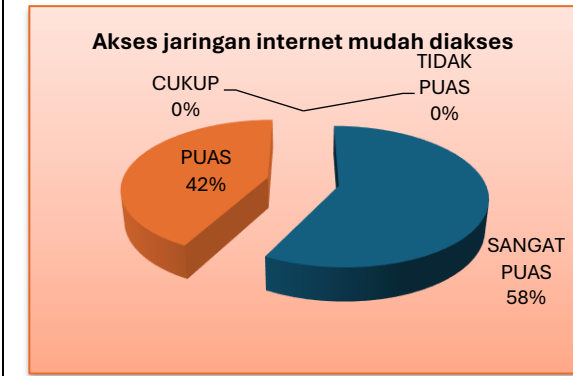 Akses jaringan internet mudah diakses
TIDAK
PUAS
0%
CUKUP
0%
PUAS
42%
SANGAT
PUAS
58%